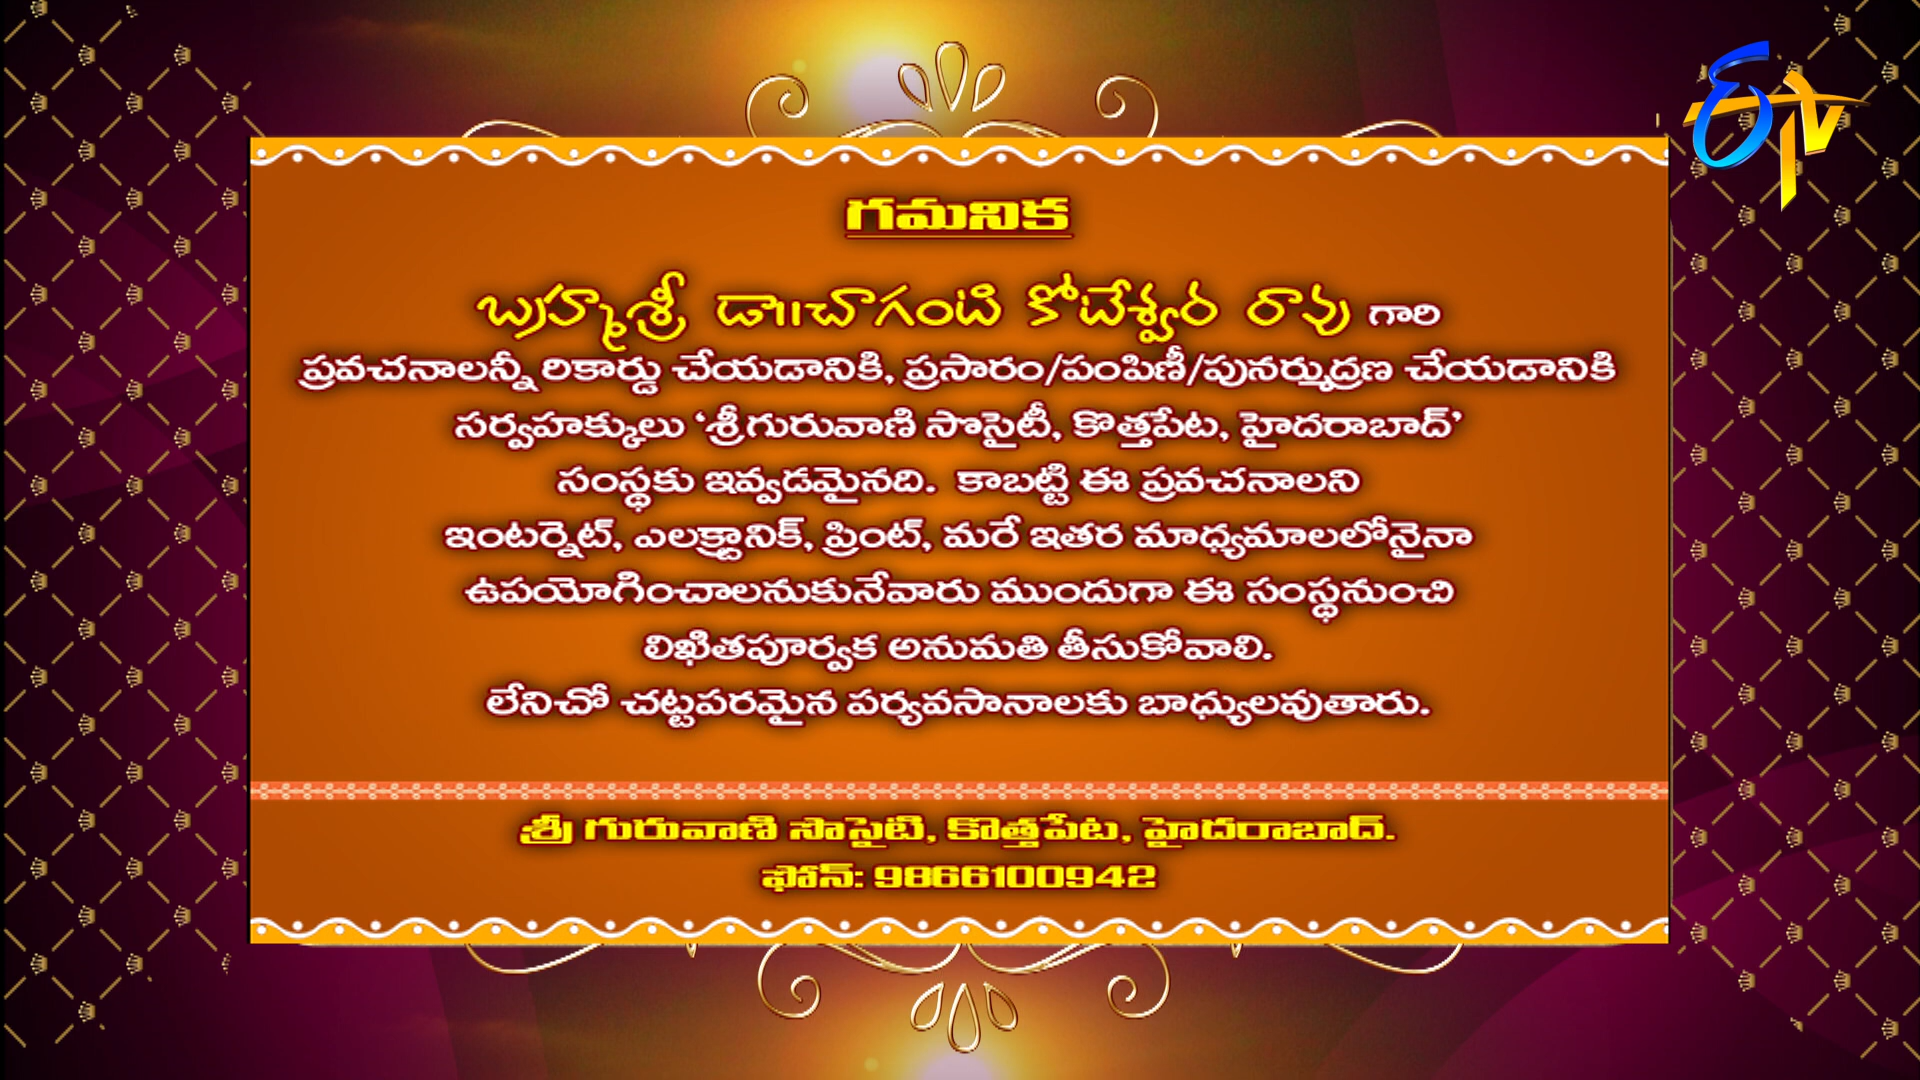 ETV
గమనిక
బ్రహ్మశ్రీ డా॥చాగంటి కోటేశ్వర రావు గారి
ప్రవచనాలన్నీ రికార్డు చేయడానికి, ప్రసారం/పంపిణీ/పునర్ముద్రణ చేయడానికి
సర్వహక్కులు ‘శ్రీగురువాణి సొసైటీ, కొత్తపేట, హైదరాబాద్’
సంస్థకు ఇవ్వడమైనది. కాబట్టి ఈ ప్రవచనాలని
ఇంటర్నెట్, ఎలక్ట్రానిక్, ప్రింట్, మరే ఇతర మాధ్యమాలలోనైనా
ఉపయోగించాలనుకునేవారు ముందుగా ఈ సంస్థనుంచి
లిఖితపూర్వక అనుమతి తీసుకోవాలి.
లేనిచో చట్టపరమైన పర్యవసానాలకు బాధ్యులవుతారు.
శ్రీ గురువాణి సొసైటి, కొత్తపేట, హైదరాబాద్.
ఫోన్: 9866100942